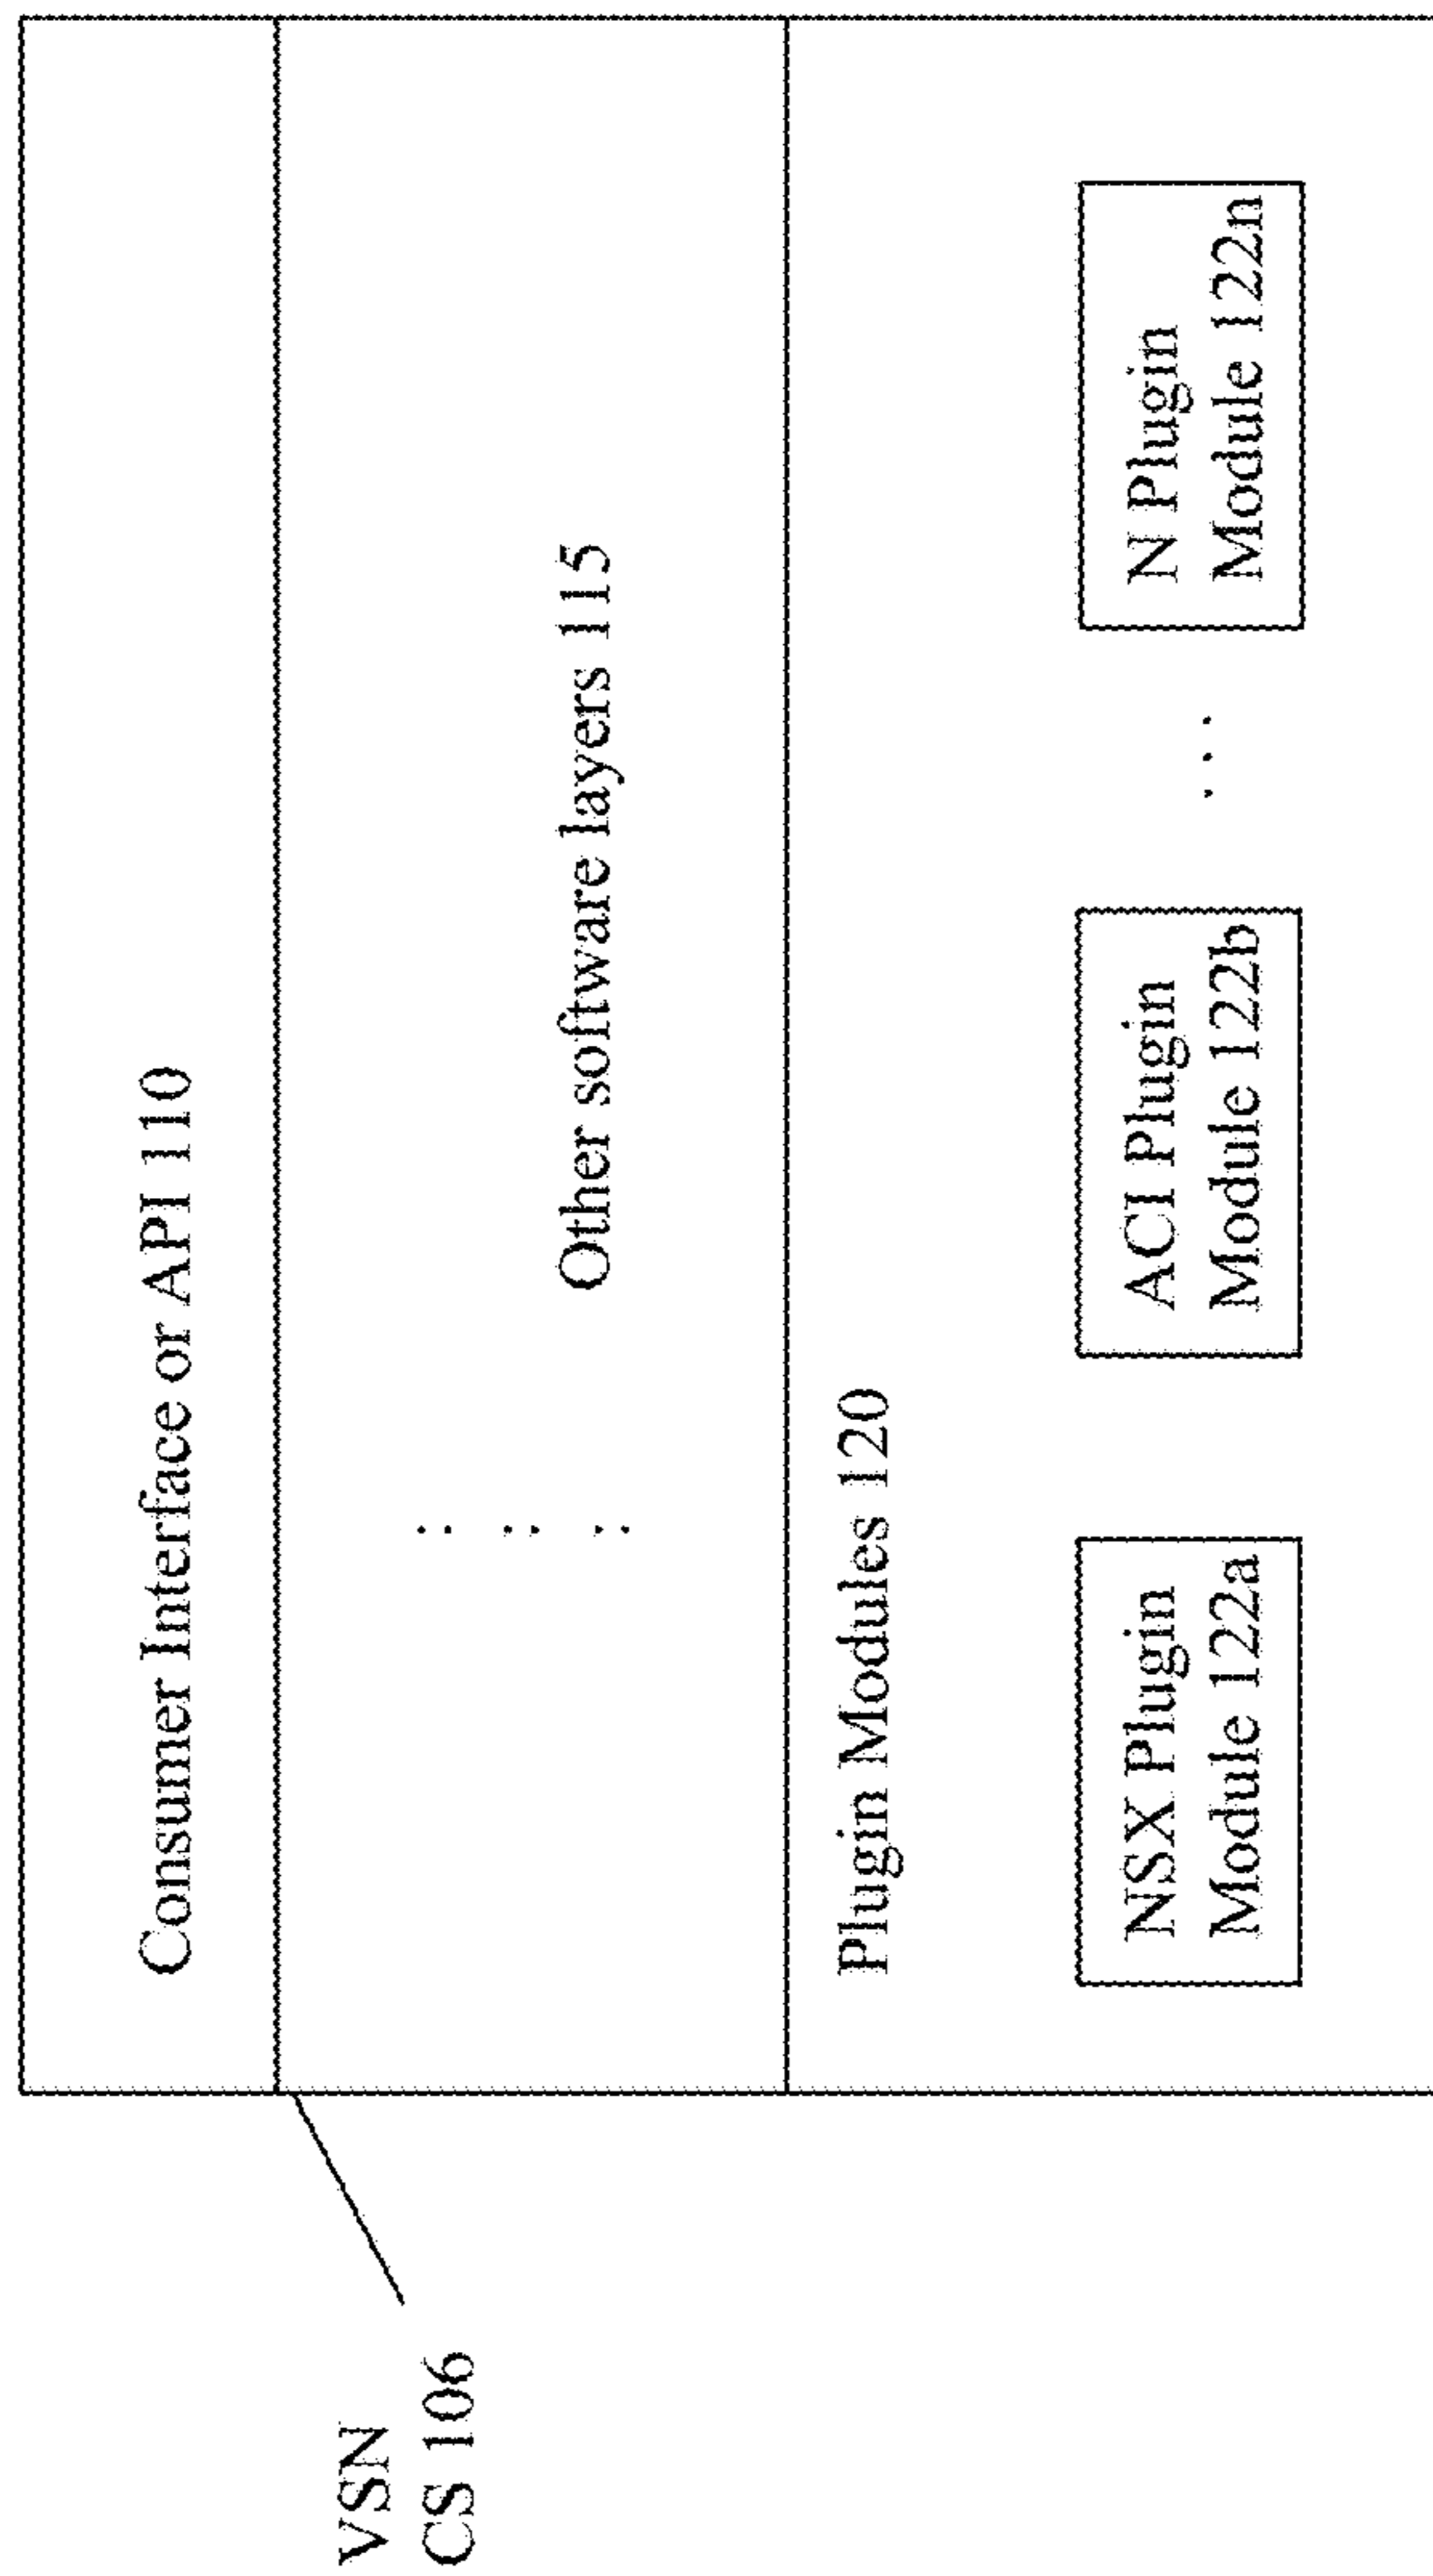 VSN
CS 106
Consumer Interface or API 110
Other software layers 115
Plugin Modules 120
NSX Plugin
Module 122a
ACI Plugin
Module 122b
N Plugin
Module 122n